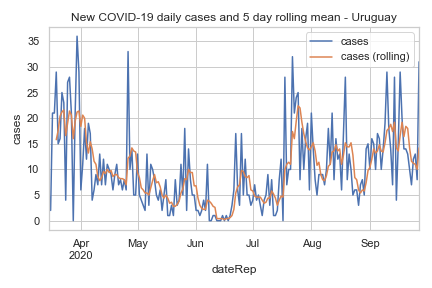 New COVID-19 daily cases and 5 day rolling mean - Uruguay
cases
cases (rolling)
35
30
25
20
15
10
5
0
cases
Apr
2020
May
Jun
Jul
Aug
Sep
dateRep